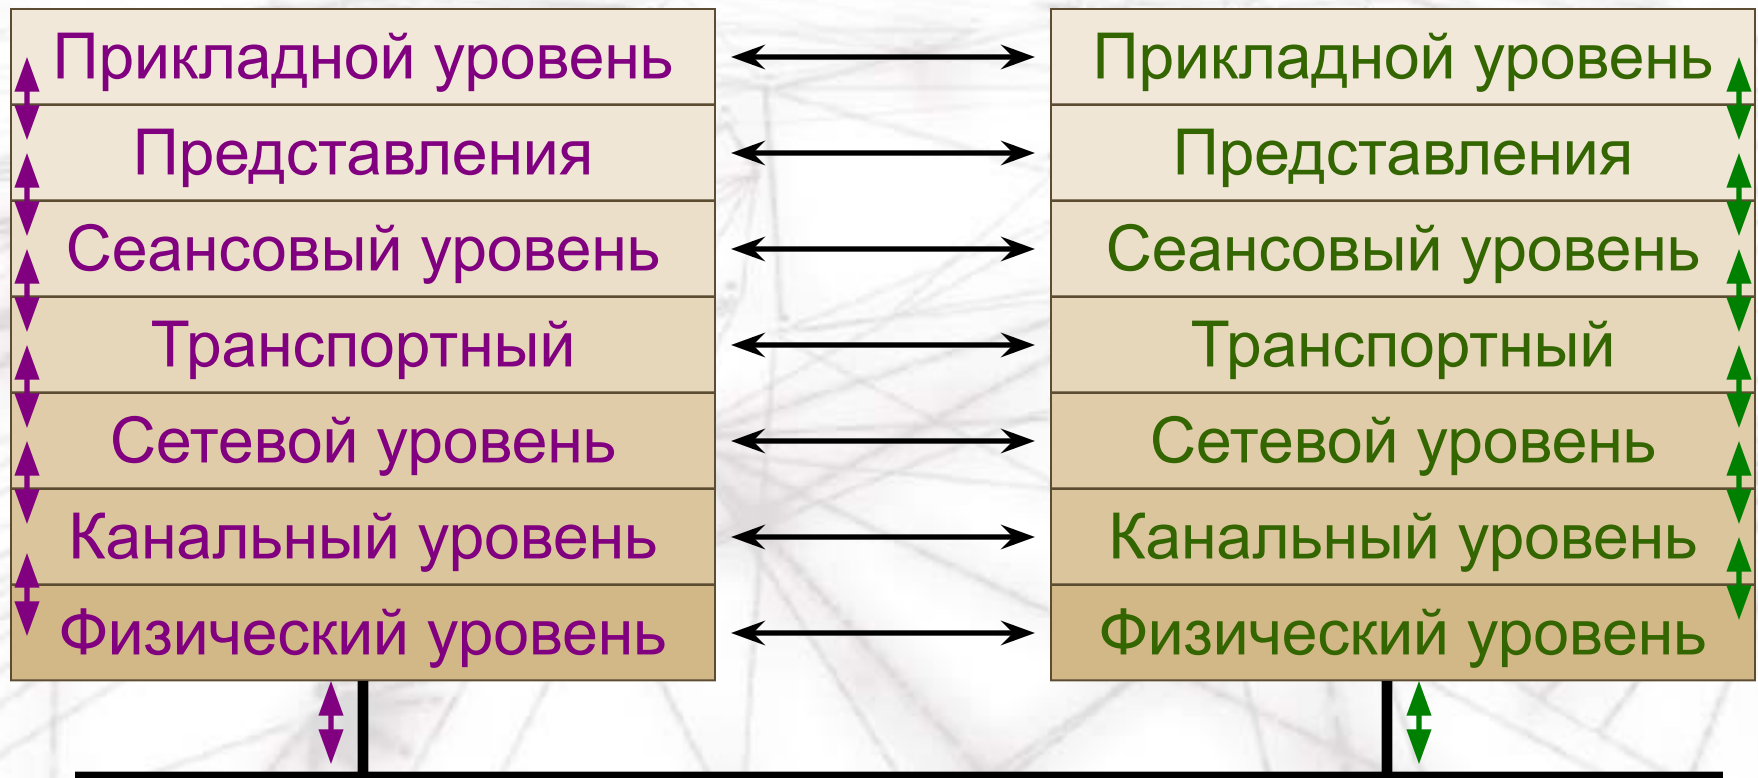 Прикладной уровень
Представления
Сеансовый уровень
Транспортный
Сетевой уровень
Канальный уровень
Физический уровень
Прикладной уровень
Представления
Сеансовый уровень
Транспортный
Сетевой уровень
Канальный уровень
Физический уровень